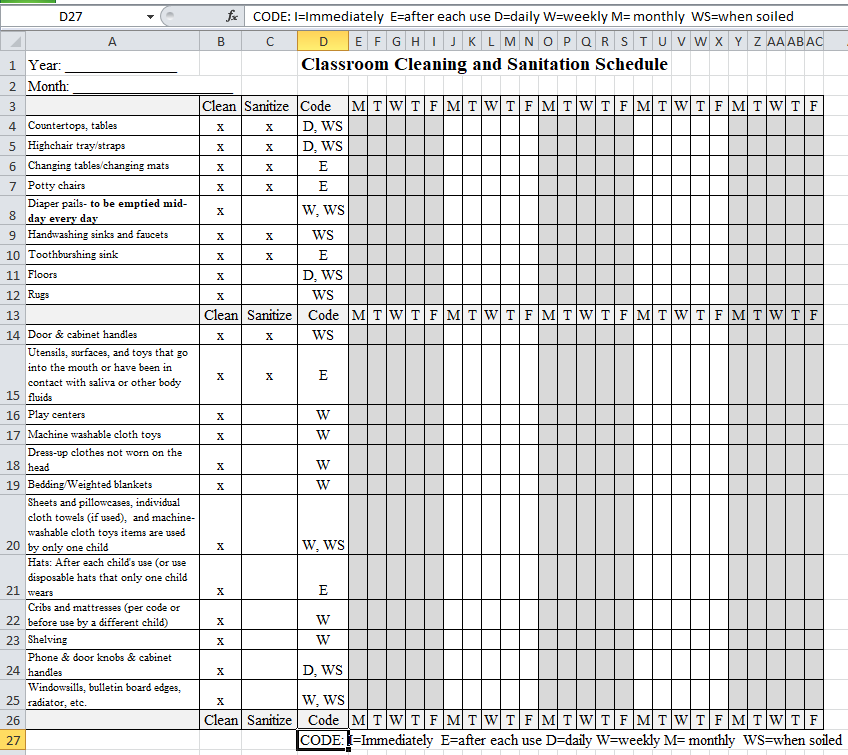 D27 fx CODE: I=Immediately  E=after each use D=daily W=weekly M= monthly  WS=when soiled
A B C D E F G H I J K L M N O P Q R S T U V W X Y Z AA AB AC
1 Year: ________________ Classroom Cleaning and Sanitation Schedule
2 Month: ______________________
3 Clean Sanitize Code M T W T F M T W T F M T W T F M T W T F M T W T F
4 Countertops, tables x x D, WS
5 Highchair tray/straps x x D, WS
6 Changing tables/changing mats x x E
7 Potty chairs x x E
Diaper pails- to be emptied mid-
8 day every day x W, WS
9 Handwashing sinks and faucets x x WS
10 Toothburshing sink x x E
11 Floors x D, WS
12 Rugs x WS
13 Clean Sanitize Code M T W T F M T W T F M T W T F M T W T F M T W T F
14 Door & cabinet handles x x WS
Utensils, surfaces, and toys that go
into the mouth or have been in
contact with saliva or other body
15 fluids x x E
16 Play centers x W
17 Machine washable cloth toys x W
Dress-up clothes not worn on the
18 head x W
19 Bedding/Weighted blankets x W
Sheets and pillowcases, individual
cloth towels (if used),  and machine-
washable cloth toys items are used
20 by only one child x W, WS
Hats: After each child's use (or use
disposable hats that only one child
21 wears x E
Cribs and mattresses (per code or
22 before use by a different child) x W
23 Shelving x W
Phone & door knobs & cabinet
24 handles x D, WS
Windowsills, bulletin board edges,
25 radiator, etc. x W, WS
26 Clean Sanitize Code M T W T F M T W T F M T W T F M T W T F M T W T F
27 CODE: I=Immediately  E=after each use D=daily W=weekly M= monthly  WS=when soiled